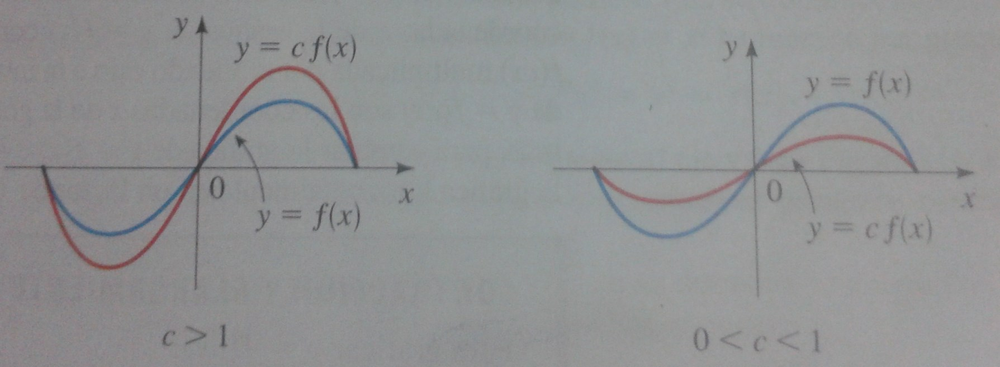 y
y = c f(x)
0
x
y = f(x)
c > 1
y
y = f(x)
0
x
y = c f(x)
0 < c < 1